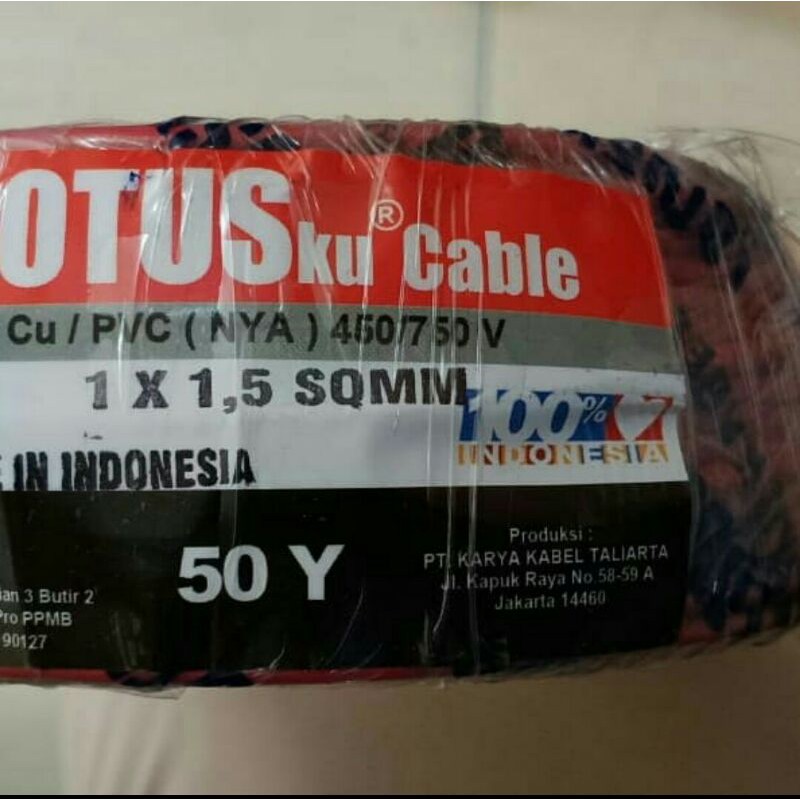 OTUSku® Cable
Cu / PVC ( NYA ) 450/750 V
1 X 1,5 SQMM
100% INDONESIA
E IN INDONESIA
50 Y
Produksi :
PT. KARYA KABEL TALIARTA
Jl. Kapuk Raya No.58-59 A
Jakarta 14460
an 3 Butir 2
Pro PPMB
90127